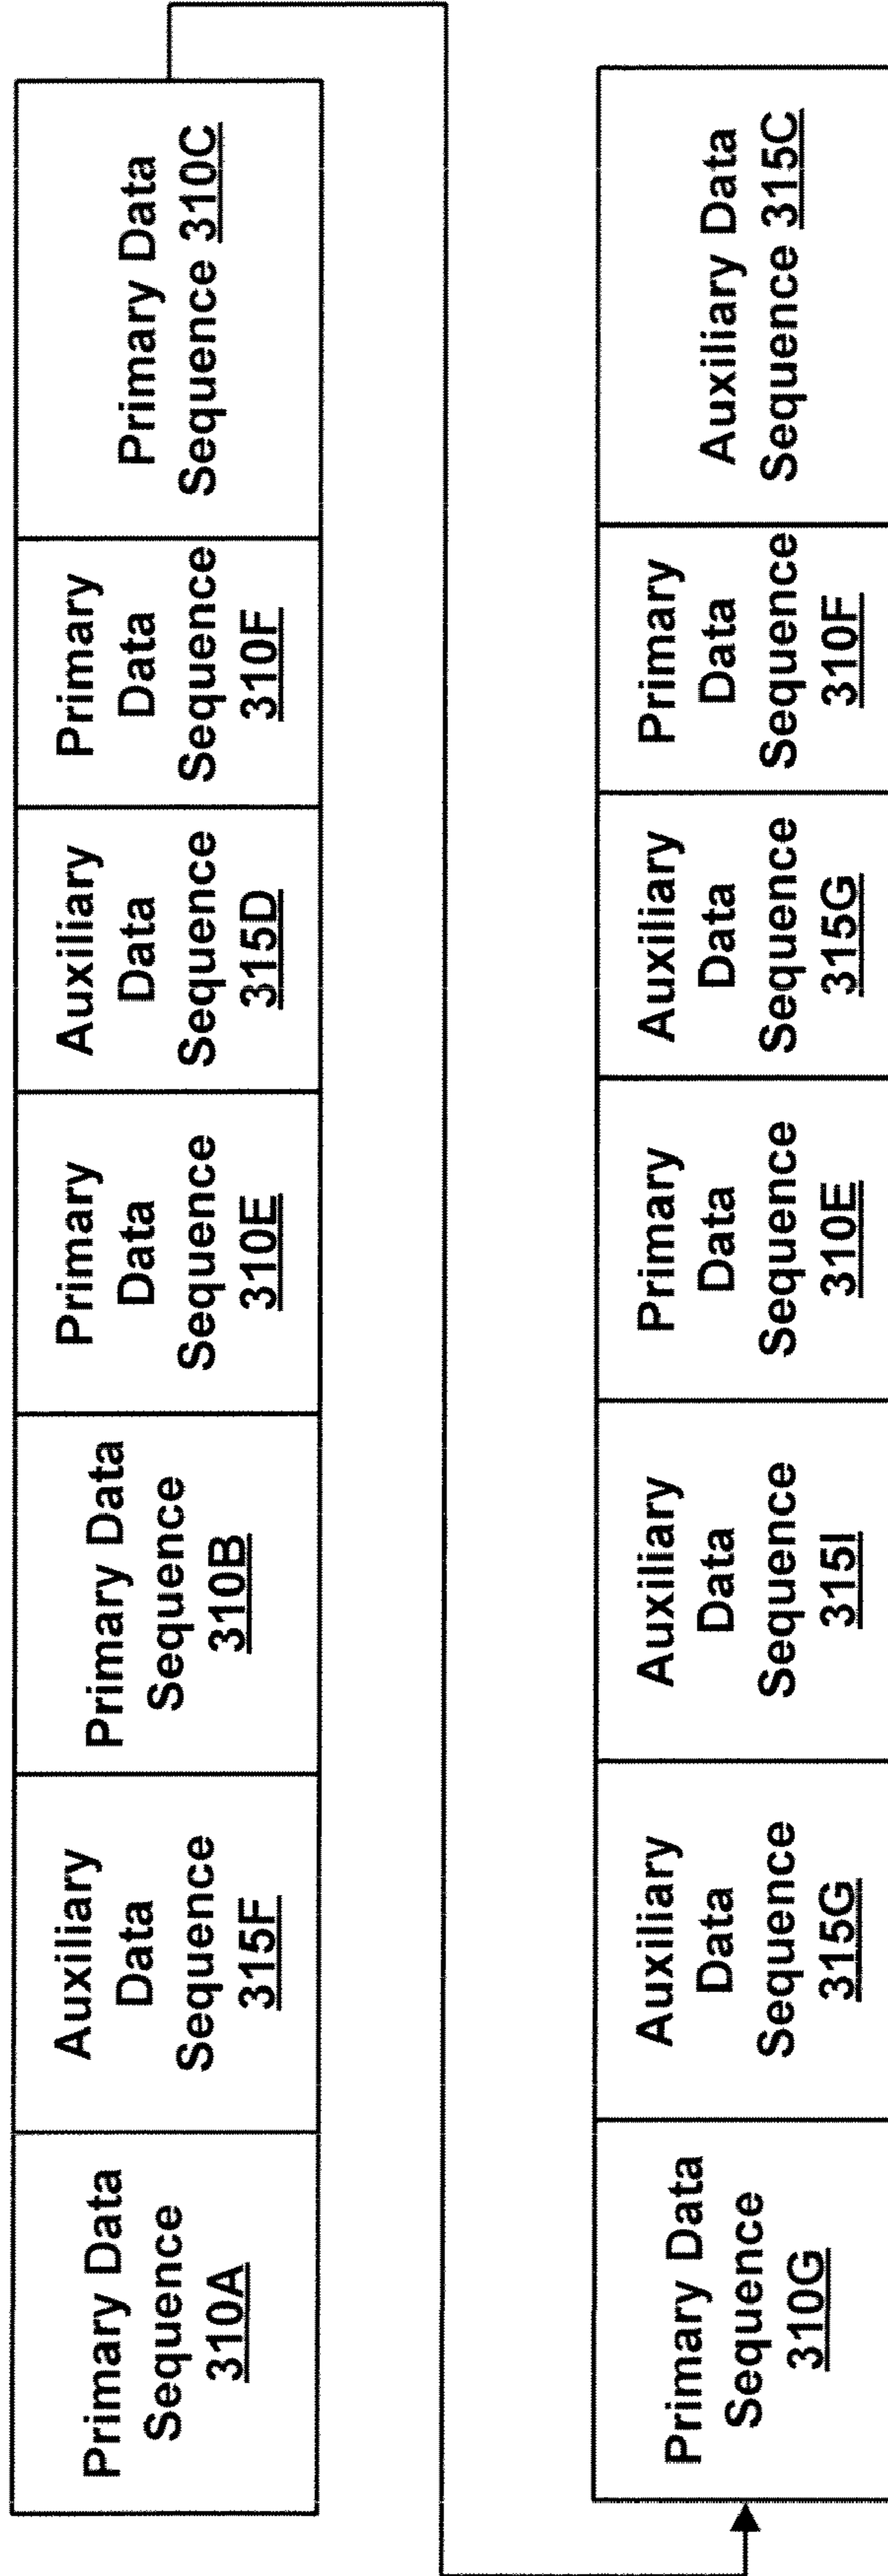 Primary Data
Sequence
310A
Auxiliary
Data
Sequence
315F
Primary Data
Sequence
310B
Primary
Data
Sequence
310E
Auxiliary
Data
Sequence
315D
Primary
Data
Sequence
310F
Primary Data
Sequence 310C
Primary Data
Sequence
310G
Auxiliary
Data
Sequence
315G
Auxiliary
Data
Sequence
315I
Primary
Data
Sequence
310E
Auxiliary
Data
Sequence
315G
Primary
Data
Sequence
310F
Auxiliary Data
Sequence 315C